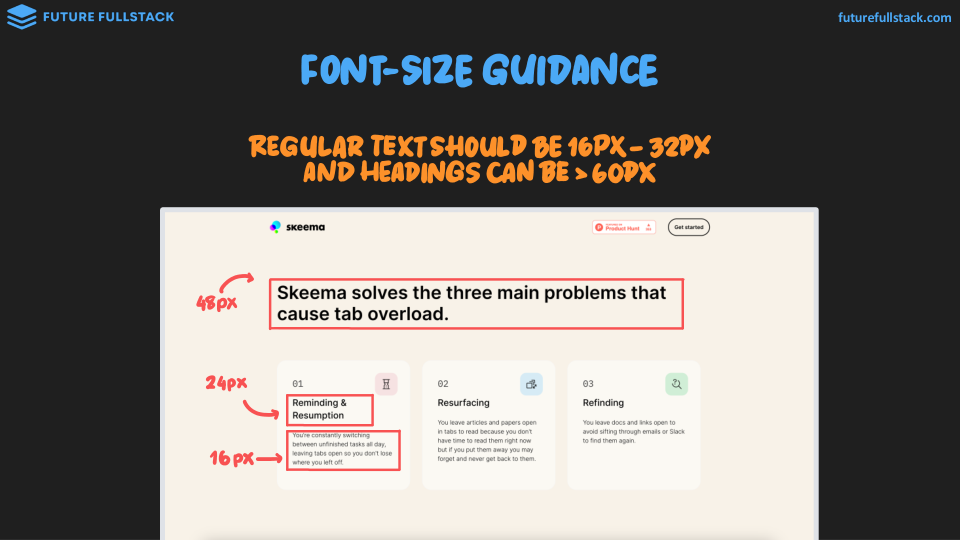 FUTURE FULLSTACK
futurefullstack.com
FONT-SIZE GUIDANCE
REGULAR TEXT SHOULD BE 16PX - 32PX
AND HEADINGS CAN BE > 60PX
skeema
Product Hunt
Get started
48px
Skeema solves the three main problems that
cause tab overload.
24px
16px
01
Reminding &
Resumption
You're constantly switching
between unfinished tasks all day,
leaving tabs open so you don't lose
where you left off.
02
Resurfacing
You leave articles and papers open
in tabs to read because you don't
have time to read them right now
but if you put them away you may
forget and never get back to them.
03
Refinding
You leave docs and links open to
avoid sifting through emails or Slack
to find them again.